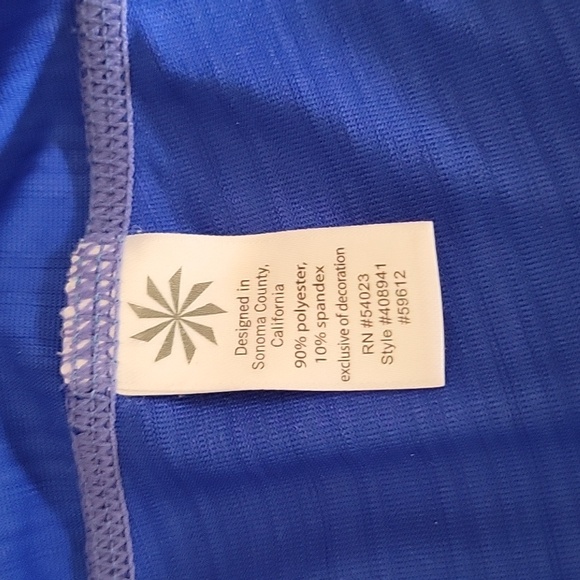 Designed in
Sonoma County,
California
90% polyester,
10% spandex
exclusive of decoration
RN #54023
Style #408941
#59612